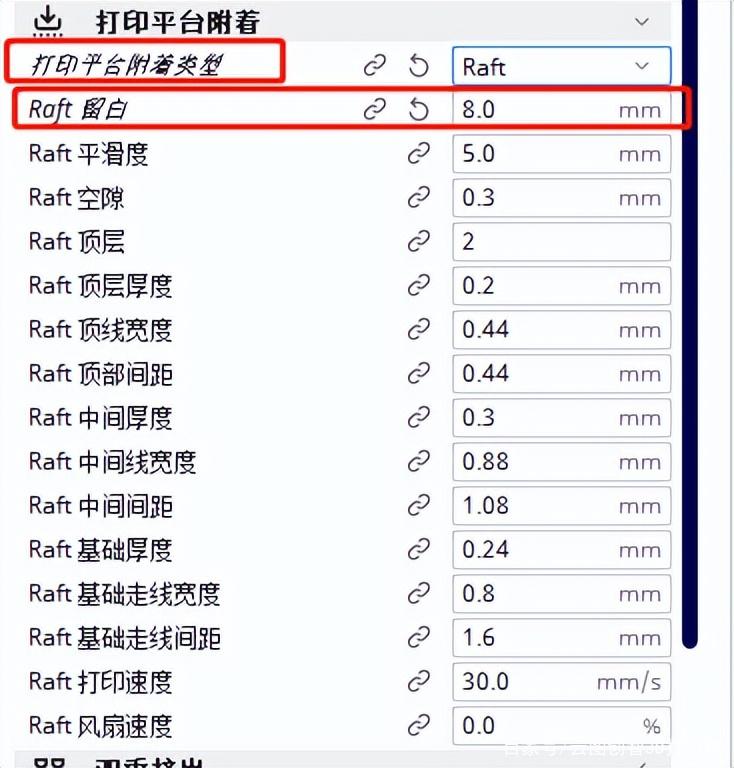 打印平台附着
打印平台附着类型 Raft
Raft 留白 8.0 mm
Raft 平滑度 5.0 mm
Raft 空隙 0.3 mm
Raft 顶层 2
Raft 顶层厚度 0.2 mm
Raft 顶线宽度 0.44 mm
Raft 顶部间距 0.44 mm
Raft 中间厚度 0.3 mm
Raft 中间线宽度 0.88 mm
Raft 中间间距 1.08 mm
Raft 基础厚度 0.24 mm
Raft 基础走线宽度 0.8 mm
Raft 基础走线间距 1.6 mm
Raft 打印速度 30.0 mm/s
Raft 风扇速度 0.0 %